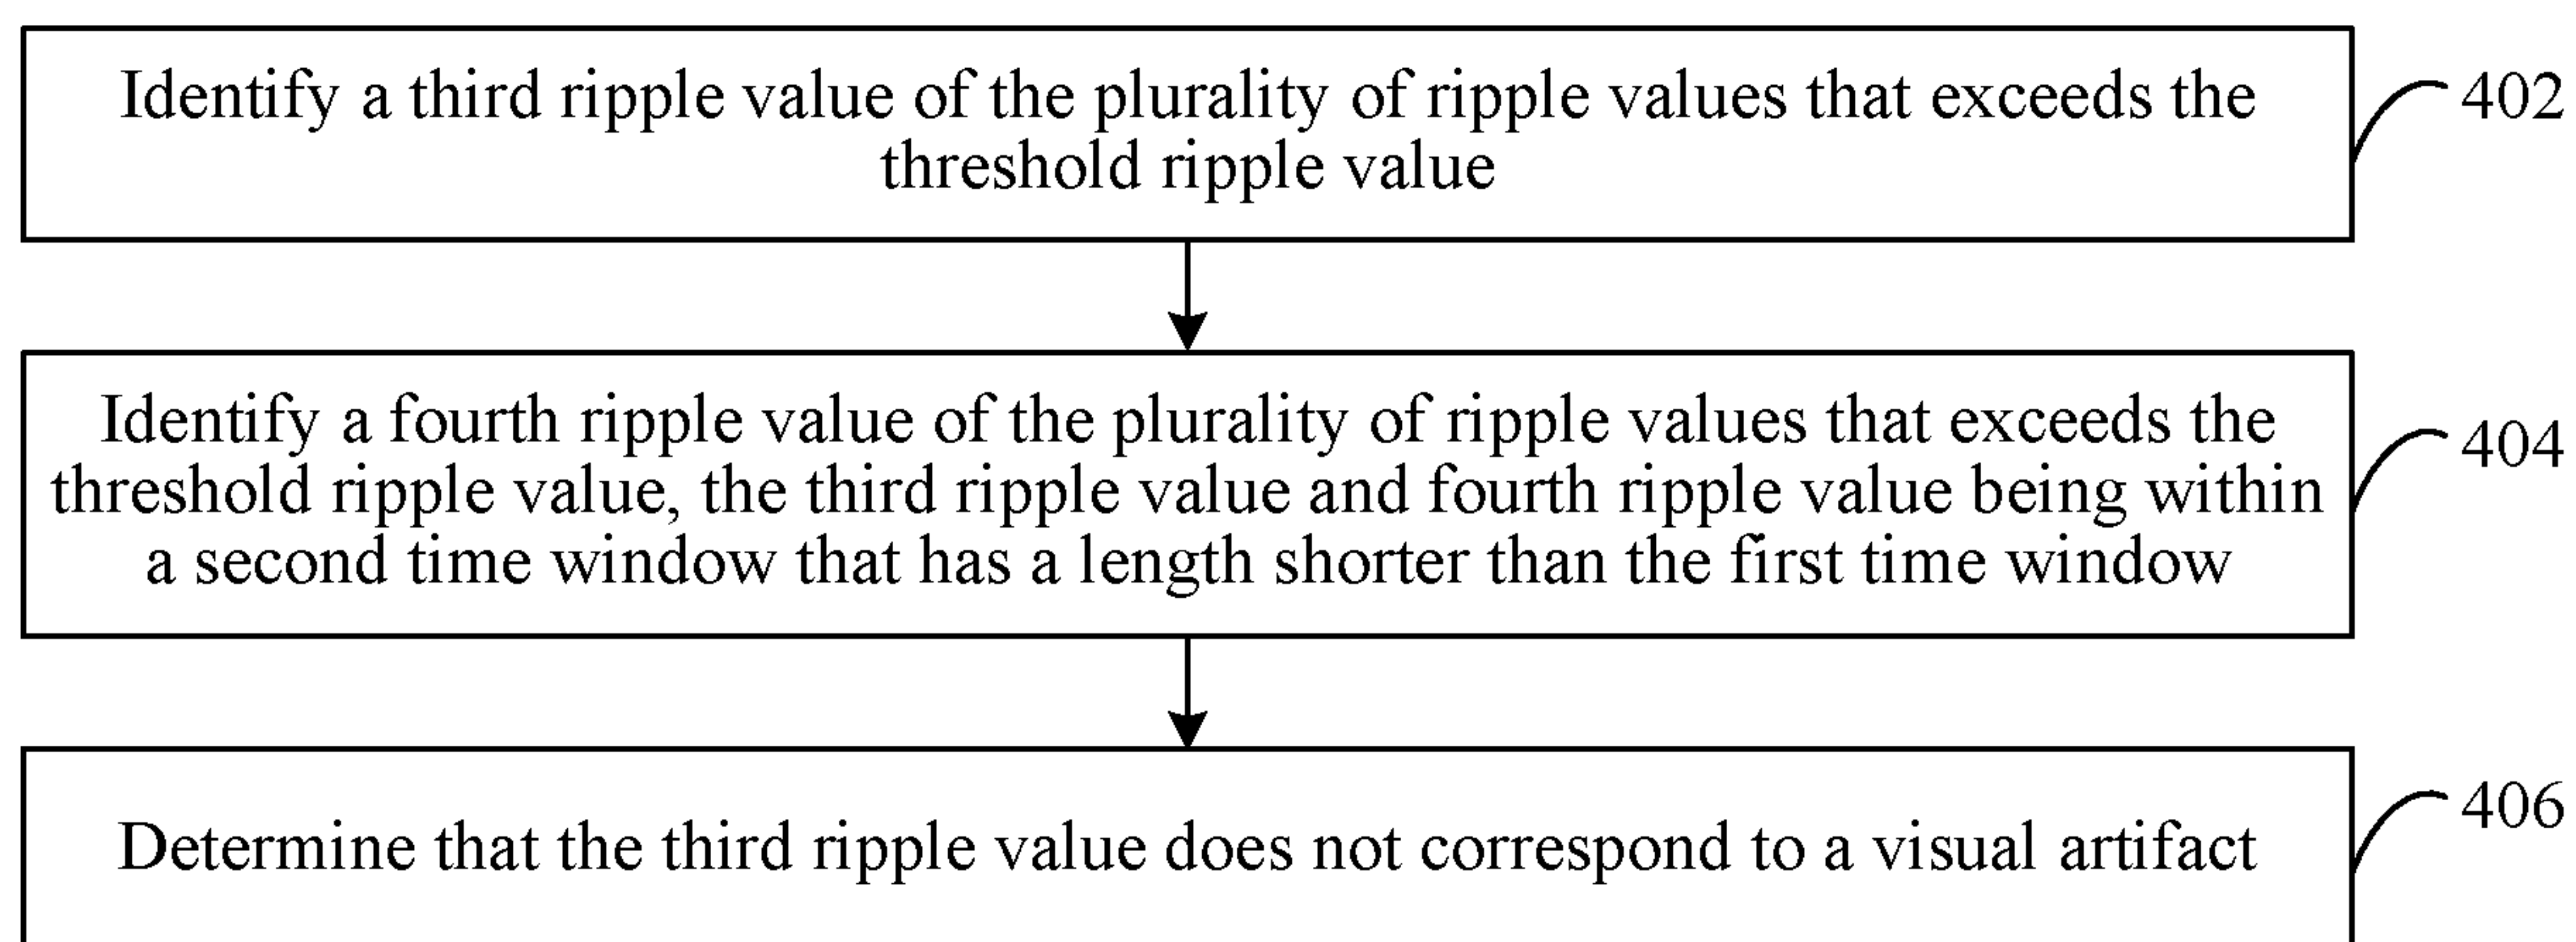 Identify a third ripple value of the plurality of ripple values that exceeds the
threshold ripple value
402
Identify a fourth ripple value of the plurality of ripple values that exceeds the
threshold ripple value, the third ripple value and fourth ripple value being within
a second time window that has a length shorter than the first time window
404
Determine that the third ripple value does not correspond to a visual artifact
406